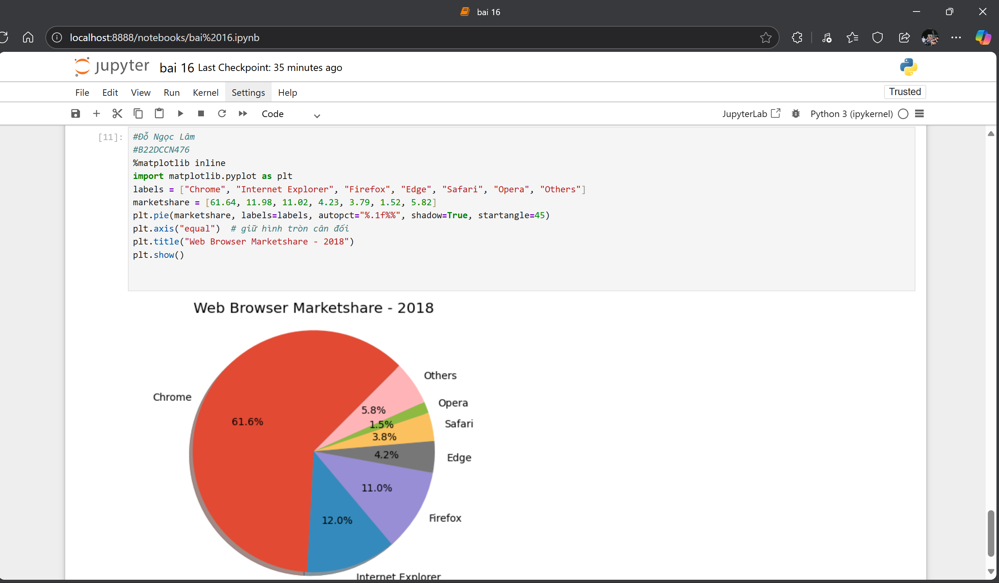 bai 16
localhost:8888/notebooks/bai%2016.ipynb
jupyter bai 16 Last Checkpoint: 35 minutes ago
File Edit View Run Kernel Settings Help Trusted
Code JupyterLab Python 3 (ipykernel)
[11]: #Đỗ Ngọc Lâm
#B22DCCN476
%matplotlib inline
import matplotlib.pyplot as plt
labels = ["Chrome", "Internet Explorer", "Firefox", "Edge", "Safari", "Opera", "Others"]
marketshare = [61.64, 11.98, 11.02, 4.23, 3.79, 1.52, 5.82]
plt.pie(marketshare, labels=labels, autopct="%.1f%%", shadow=True, startangle=45)
plt.axis("equal")  # giữ hình tròn cân đối
plt.title("Web Browser Marketshare - 2018")
plt.show()
Web Browser Marketshare - 2018
Others
Chrome
Opera
5.8%
61.6%
1.5%
Safari
3.8%
4.2%
Edge
11.0%
Firefox
12.0%
Internet Explorer